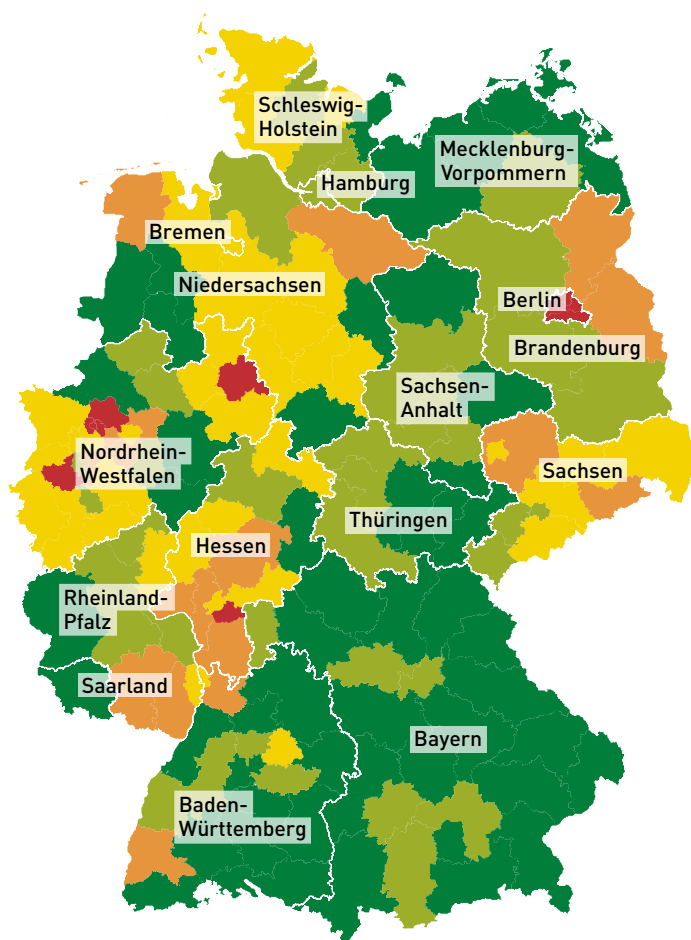 Schleswig-
Holstein
Mecklenburg-
Vorpommern
Hamburg
Bremen
Niedersachsen
Berlin
Brandenburg
Sachsen-
Anhalt
Nordrhein-
Westfalen
Sachsen
Thüringen
Hessen
Rheinland-
Pfalz
Saarland
Bayern
Baden-
Württemberg